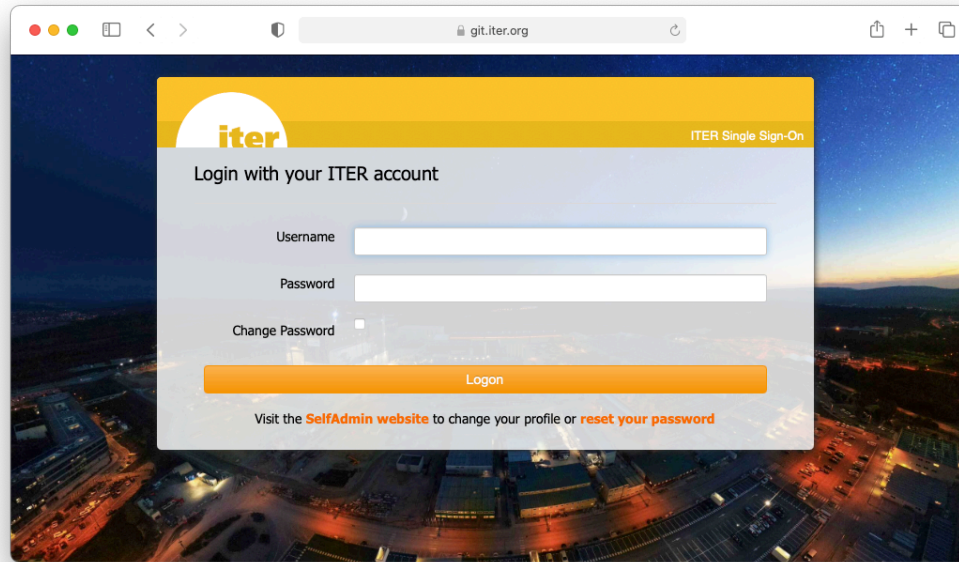 git.iter.org
iter
ITER Single Sign-On
Login with your ITER account
Username
Password
Change Password
Logon
Visit the SelfAdmin website to change your profile or reset your password